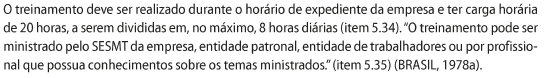 O treinamento deve ser realizado durante o horário de expediente da empresa e ter carga horária
de 20 horas, a serem divididas em, no máximo, 8 horas diárias (item 5.34). “O treinamento pode ser
ministrado pelo SESMT da empresa, entidade patronal, entidade de trabalhadores ou por profissio-
nal que possua conhecimentos sobre os temas ministrados.” (item 5.35) (BRASIL, 1978a).